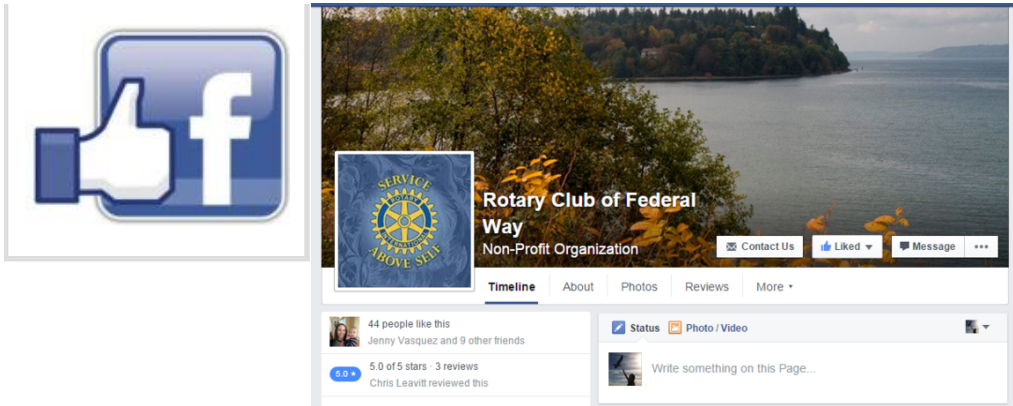 f
SERVICE
ROTARY
INTERNATIONAL
ABOVE SELF
Rotary Club of Federal
Way
Non-Profit Organization
Contact Us
Liked
Message
Timeline About Photos Reviews More
44 people like this
Jenny Vasquez and 9 other friends
5.0
5.0 of 5 stars · 3 reviews
Chris Leavitt reviewed this
Status Photo / Video
Write something on this Page...